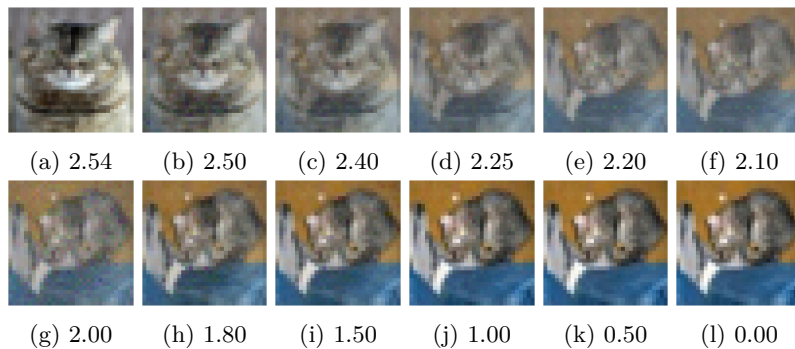 (a) 2.54 (b) 2.50 (c) 2.40 (d) 2.25 (e) 2.20 (f) 2.10
(g) 2.00 (h) 1.80 (i) 1.50 (j) 1.00 (k) 0.50 (l) 0.00